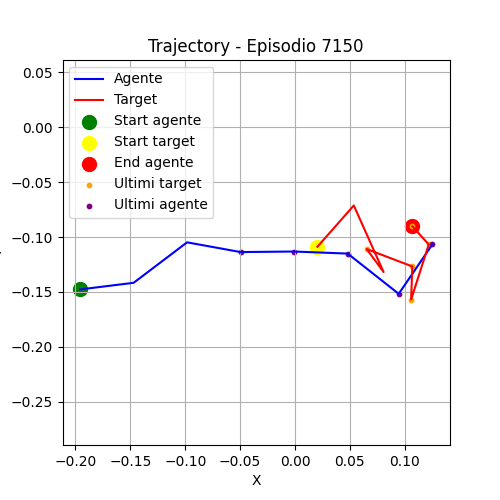 Trajectory - Episodio 7150
Agente
Target
Start agente
Start target
End agente
Ultimi target
Ultimi agente
0.05
0.00
−0.05
−0.10
−0.15
−0.20
−0.25
−0.20 −0.15 −0.10 −0.05 0.00 0.05 0.10
X